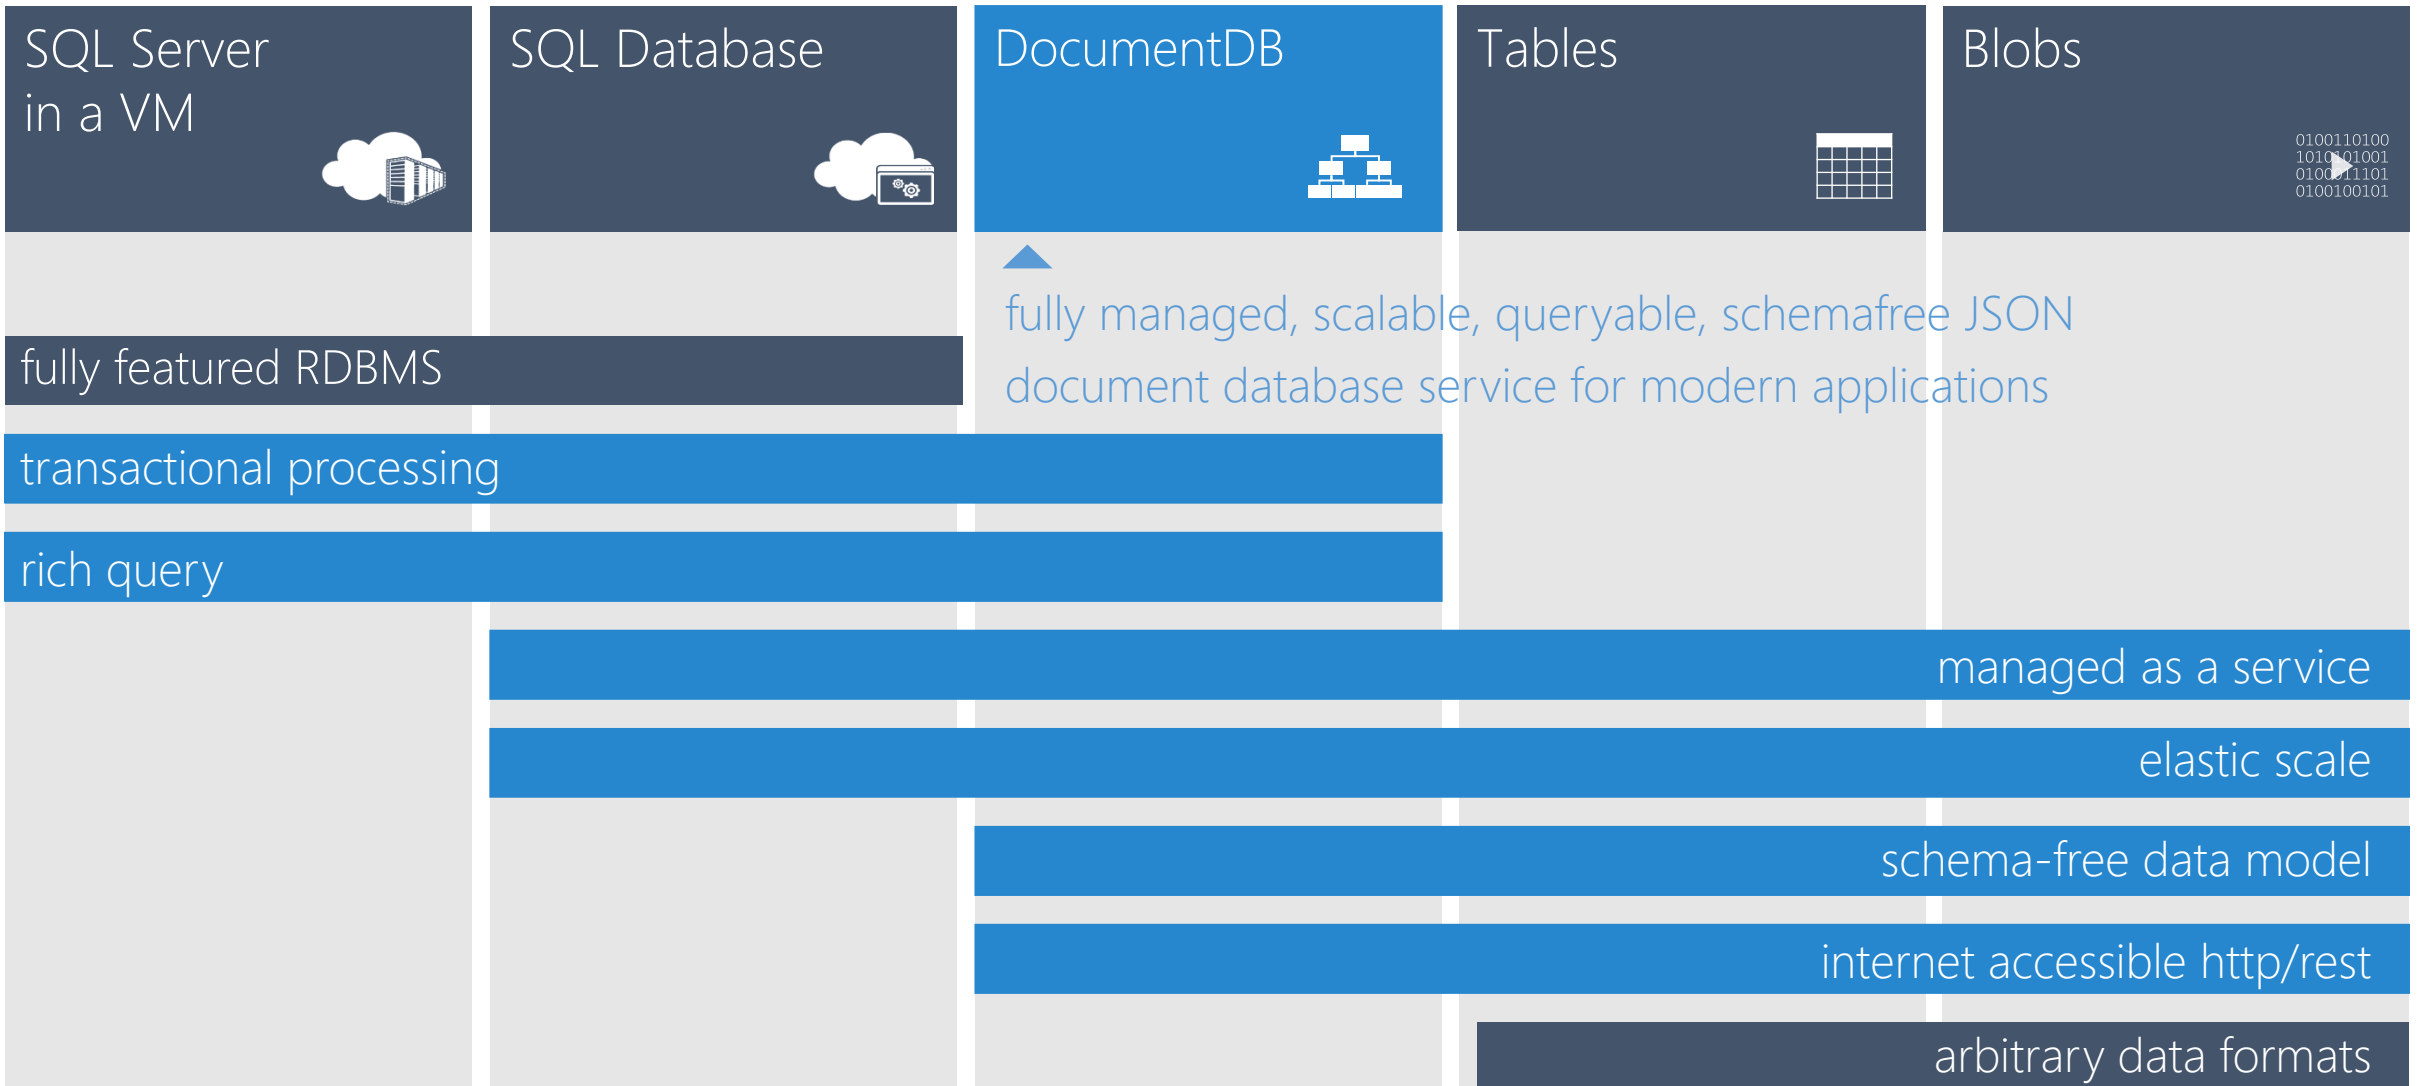 SQL Server
in a VM
SQL Database
DocumentDB
Tables
Blobs
0100110100
1010101001
0100011101
0100100101
fully managed, scalable, queryable, schemafree JSON
document database service for modern applications
fully featured RDBMS
transactional processing
rich query
managed as a service
elastic scale
schema-free data model
internet accessible http/rest
arbitrary data formats